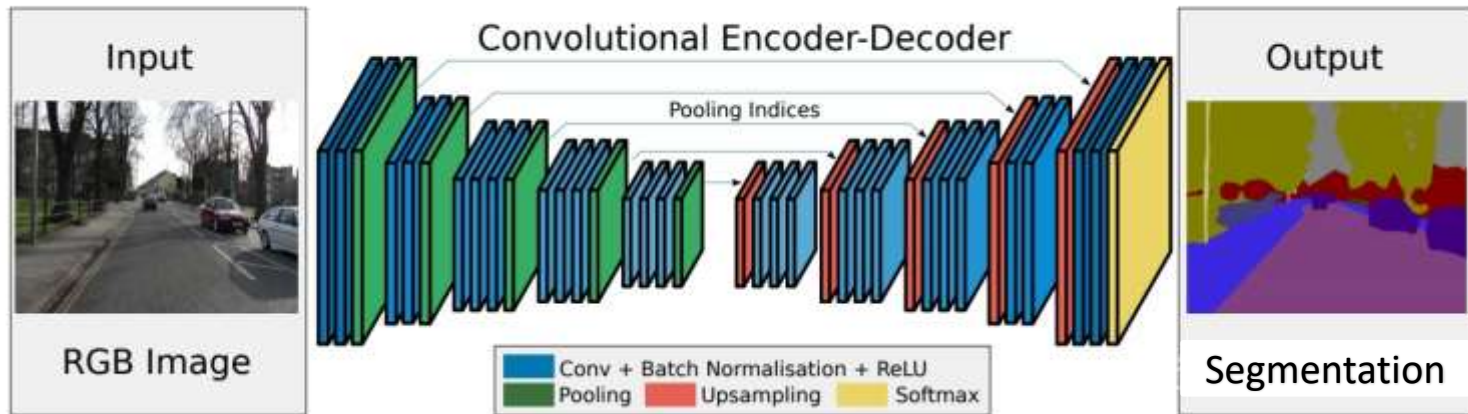 Convolutional Encoder-Decoder
Input
Output
Pooling Indices
RGB Image
Segmentation
Conv + Batch Normalisation + ReLU
Pooling
Upsampling
Softmax